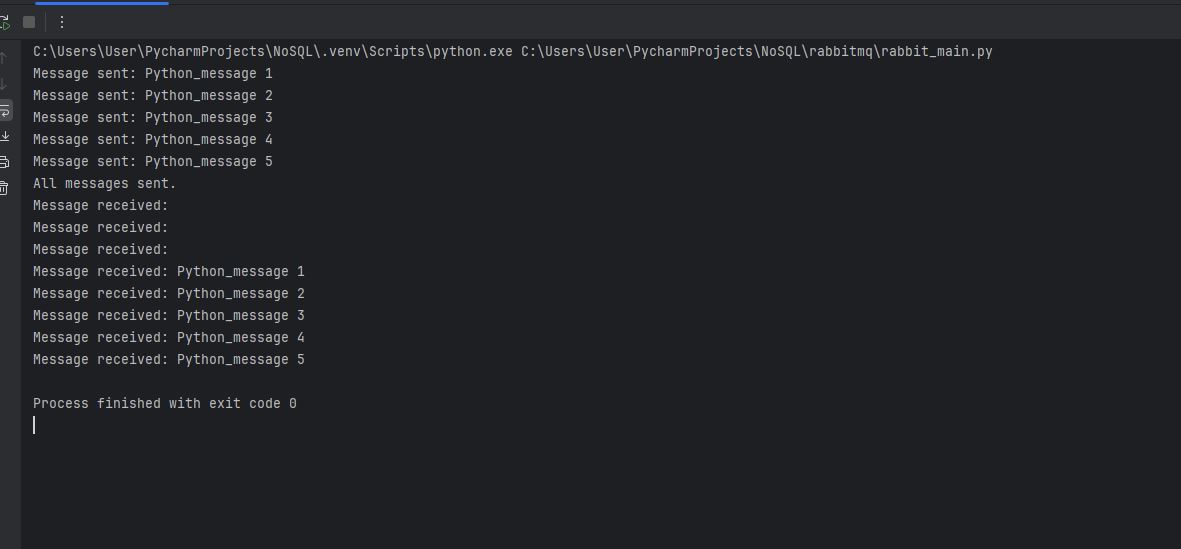 C:\Users\User\PycharmProjects\NoSQL\.venv\Scripts\python.exe C:\Users\User\PycharmProjects\NoSQL\rabbitmq\rabbit_main.py
Message sent: Python_message 1
Message sent: Python_message 2
Message sent: Python_message 3
Message sent: Python_message 4
Message sent: Python_message 5
All messages sent.
Message received:
Message received:
Message received:
Message received: Python_message 1
Message received: Python_message 2
Message received: Python_message 3
Message received: Python_message 4
Message received: Python_message 5
Process finished with exit code 0